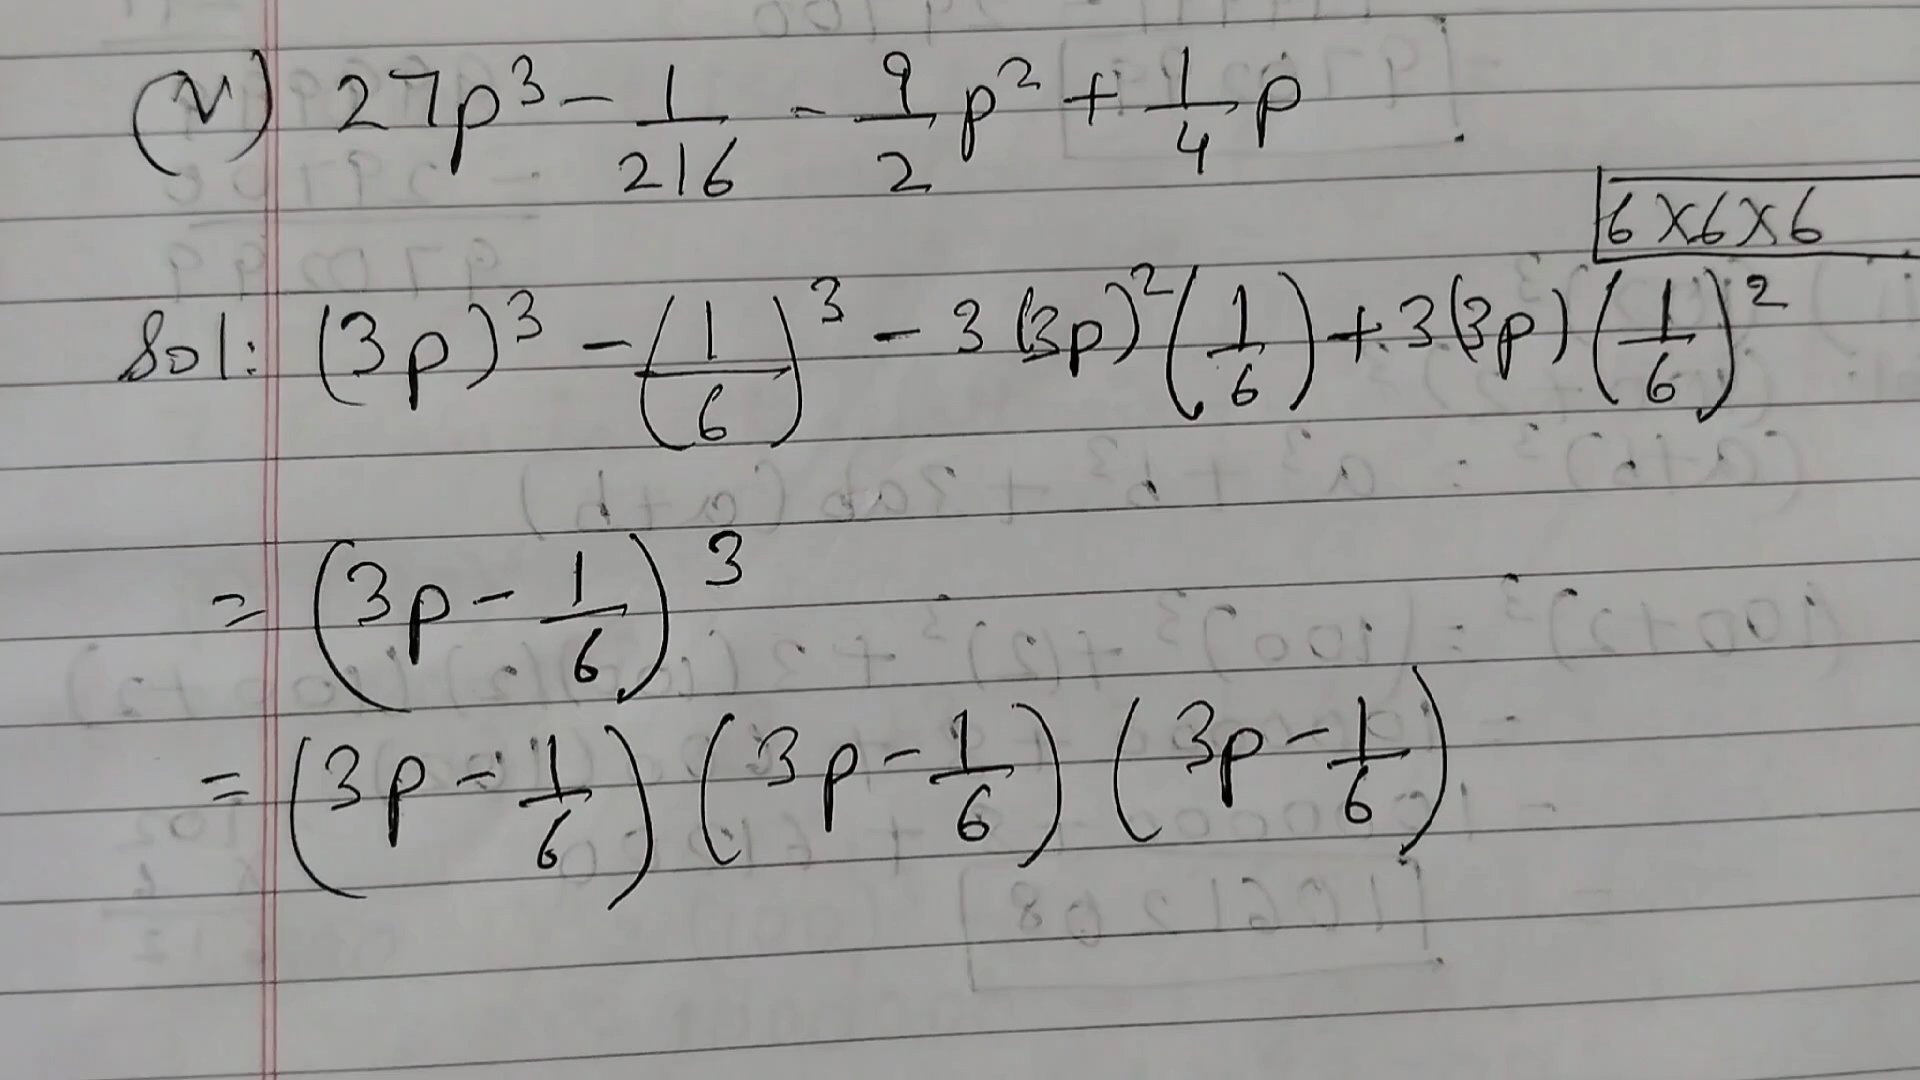 (v) 27p³ - 1/216 - 9/2 p² + 1/4 p.
6×6×6
Sol: (3p)³ - (1/6)³ - 3(3p)²(1/6) + 3(3p)(1/6)²
= (3p - 1/6)³
= (3p - 1/6) (3p - 1/6) (3p - 1/6)